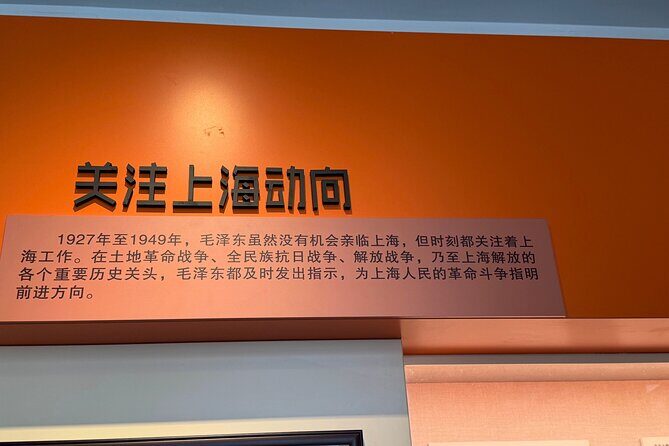 关注上海动向
1927年至1949年，毛泽东虽然没有机会亲临上海，但时刻都关注着上
海工作。在土地革命战争、全民族抗日战争、解放战争，乃至上海解放的
各个重要历史关头，毛泽东都及时发出指示，为上海人民的革命斗争指明
前进方向。